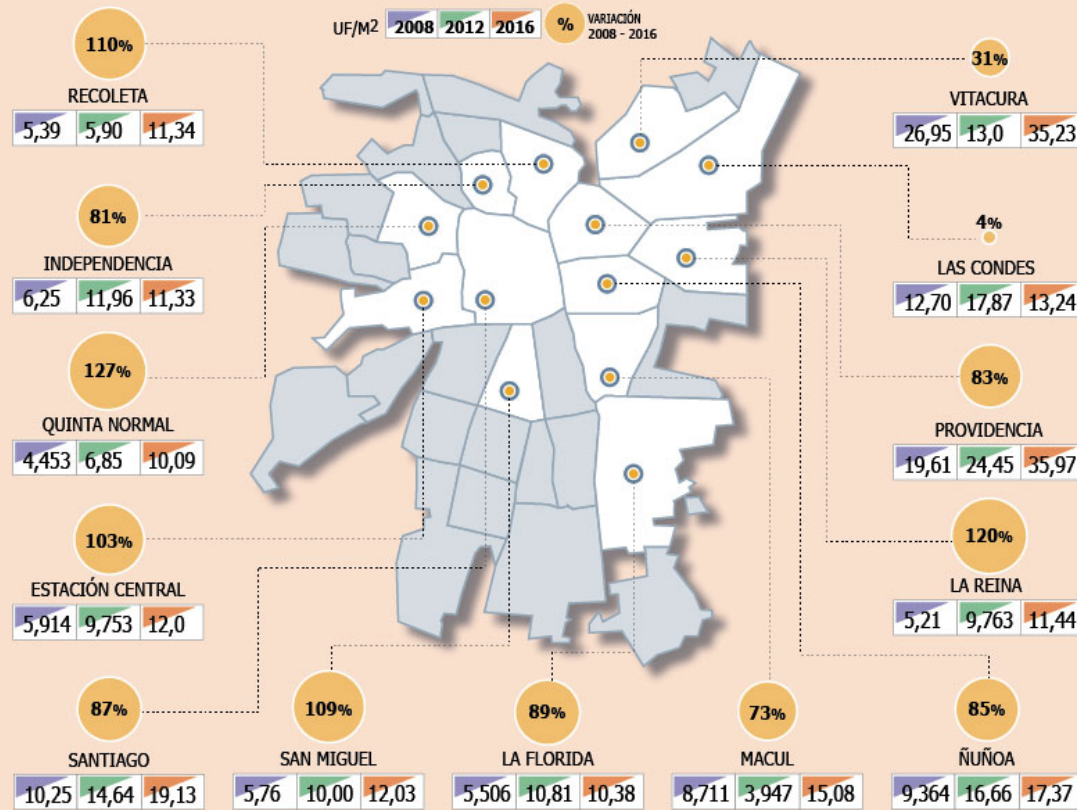 UF/M2 2008 2012 2016 % VARIACIÓN
2008 - 2016
110%
RECOLETA
5,39 5,90 11,34
81%
INDEPENDENCIA
6,25 11,96 11,33
127%
QUINTA NORMAL
4,453 6,85 10,09
103%
ESTACIÓN CENTRAL
5,914 9,753 12,0
87%
SANTIAGO
10,25 14,64 19,13
109%
SAN MIGUEL
5,76 10,00 12,03
89%
LA FLORIDA
5,506 10,81 10,38
73%
MACUL
8,711 3,947 15,08
31%
VITACURA
26,95 13,0 35,23
4%
LAS CONDES
12,70 17,87 13,24
83%
PROVIDENCIA
19,61 24,45 35,97
120%
LA REINA
5,21 9,763 11,44
85%
ÑUÑOA
9,364 16,66 17,37